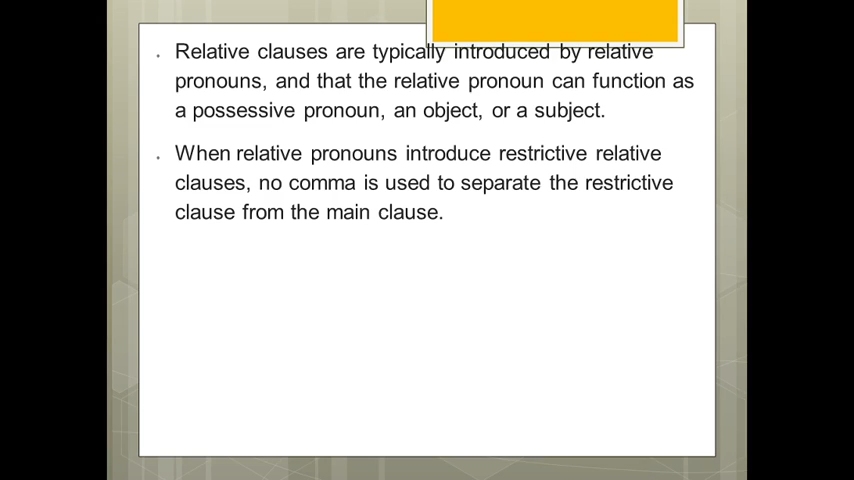 Relative clauses are typically introduced by relative
pronouns, and that the relative pronoun can function as
a possessive pronoun, an object, or a subject.
When relative pronouns introduce restrictive relative
clauses, no comma is used to separate the restrictive
clause from the main clause.